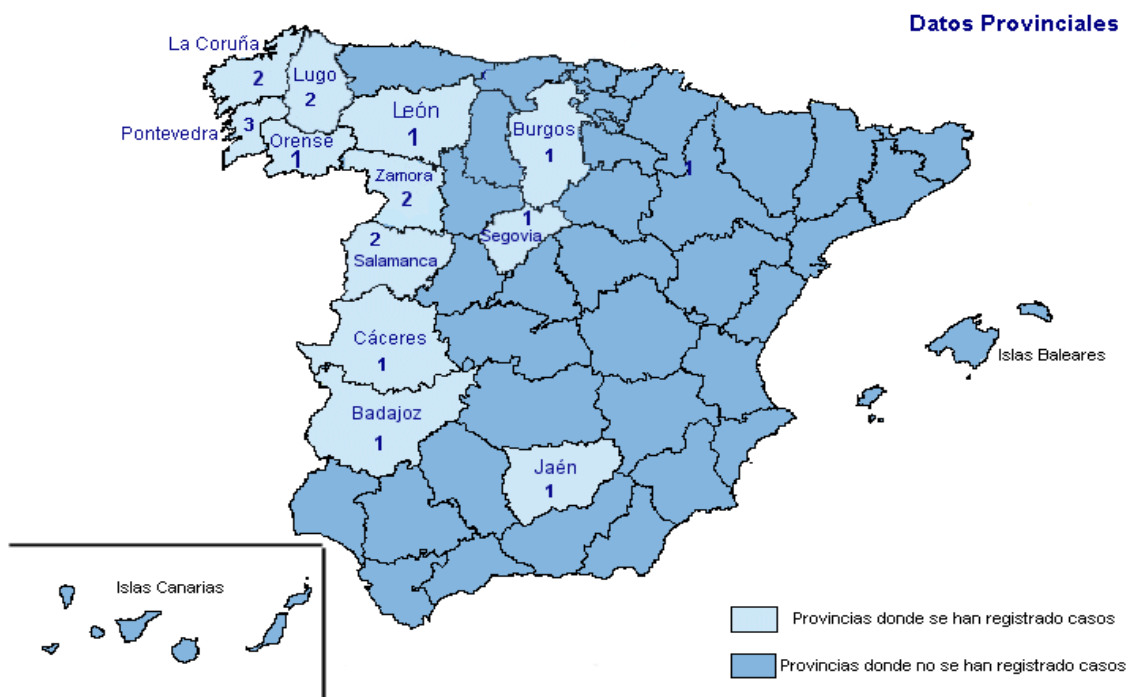 Datos Provinciales
La Coruña
2
Lugo
2
Pontevedra
3
Orense
1
León
1
Burgos
1
Zamora
2
1
Segovia
2
Salamanca
1
Cáceres
1
Badajoz
1
Jaén
1
Islas Baleares
Islas Canarias
Provincias donde se han registrado casos
Provincias donde no se han registrado casos